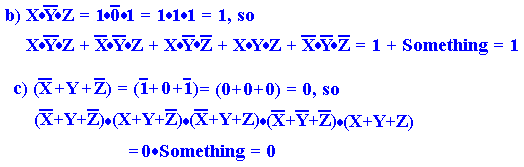 b) X•Y̅•Z = 1•0̅•1 = 1•1•1 = 1, so
X•Y̅•Z + X̅•Y̅•Z + X•Y̅•Z̅ + X•Y•Z + X̅•Y̅•Z̅ = 1 + Something = 1
c) (X̅+Y+Z̅) = (1̅+0+1̅)= (0+0+0) = 0, so
(X̅+Y+Z̅)•(X+Y+Z̅)•(X̅+Y+Z)•(X̅+Y̅+Z̅)•(X+Y+Z)
=0•Something = 0